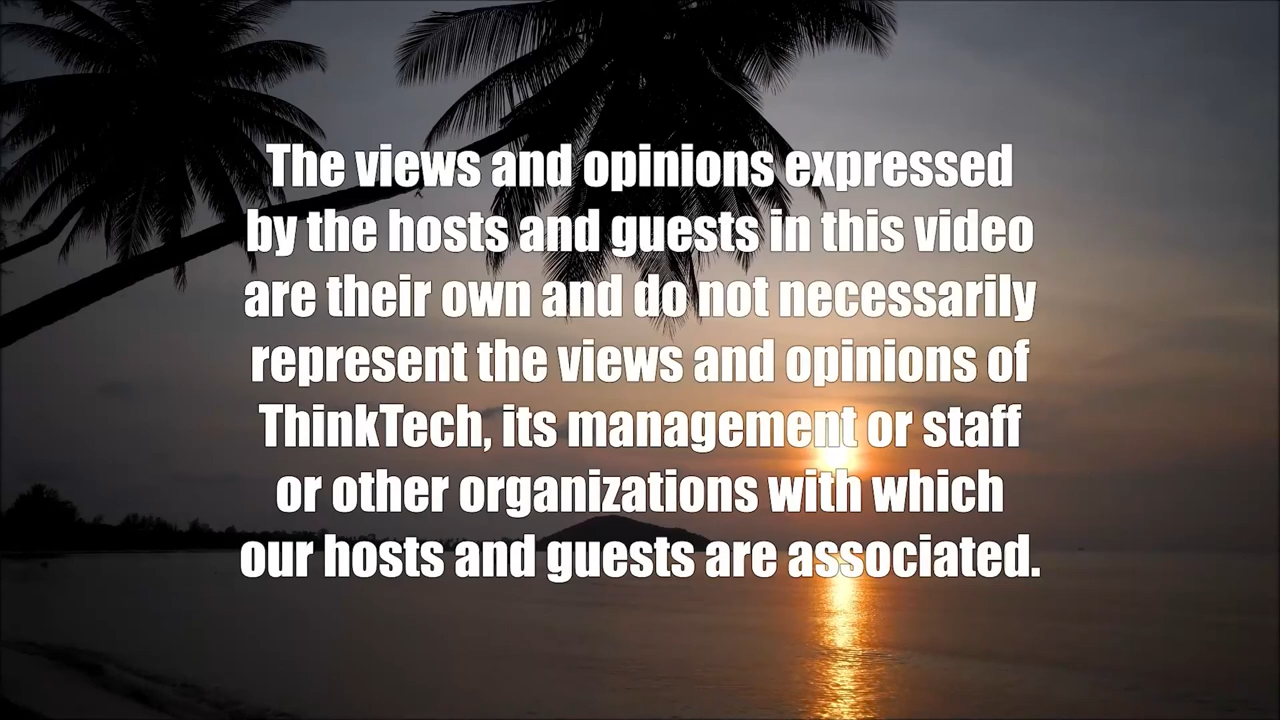 The views and opinions expressed
by the hosts and guests in this video
are their own and do not necessarily
represent the views and opinions of
ThinkTech, its management or staff
or other organizations with which
our hosts and guests are associated.